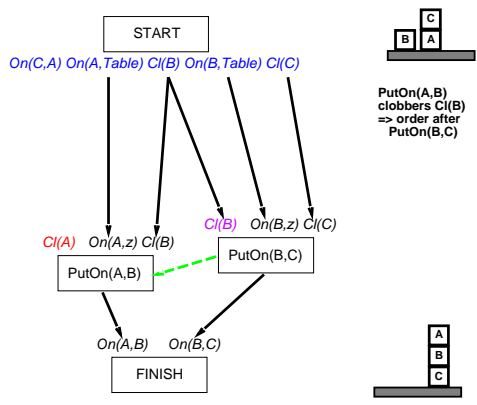 START
On(C,A) On(A,Table) Cl(B) On(B,Table) Cl(C)
C
B A
PutOn(A,B)
clobbers Cl(B)
=> order after
PutOn(B,C)
Cl(B) On(B,z) Cl(C)
Cl(A) On(A,z) Cl(B)
PutOn(B,C)
PutOn(A,B)
On(A,B) On(B,C)
FINISH
A
B
C